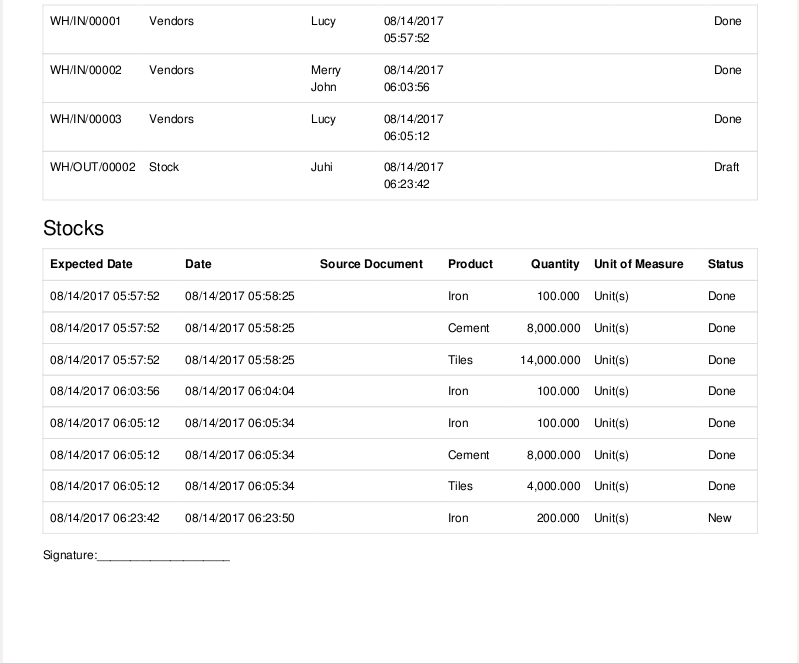 WH/IN/00001 Vendors Lucy 08/14/2017 Done
05:57:52
WH/IN/00002 Vendors Merry 08/14/2017 Done
John 06:03:56
WH/IN/00003 Vendors Lucy 08/14/2017 Done
06:05:12
WH/OUT/00002 Stock Juhi 08/14/2017 Draft
06:23:42
Stocks
Expected Date Date Source Document Product Quantity Unit of Measure Status
08/14/2017 05:57:52 08/14/2017 05:58:25 Iron 100.000 Unit(s) Done
08/14/2017 05:57:52 08/14/2017 05:58:25 Cement 8,000.000 Unit(s) Done
08/14/2017 05:57:52 08/14/2017 05:58:25 Tiles 14,000.000 Unit(s) Done
08/14/2017 06:03:56 08/14/2017 06:04:04 Iron 100.000 Unit(s) Done
08/14/2017 06:05:12 08/14/2017 06:05:34 Iron 100.000 Unit(s) Done
08/14/2017 06:05:12 08/14/2017 06:05:34 Cement 8,000.000 Unit(s) Done
08/14/2017 06:05:12 08/14/2017 06:05:34 Tiles 4,000.000 Unit(s) Done
08/14/2017 06:23:42 08/14/2017 06:23:50 Iron 200.000 Unit(s) New
Signature:____________________